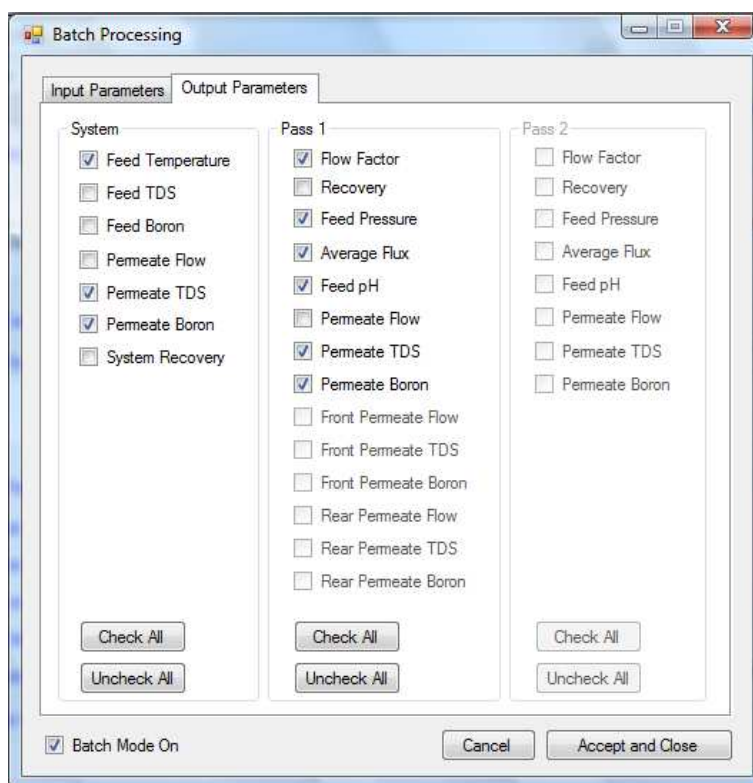 Batch Processing
Input Parameters
Output Parameters
System
Feed Temperature
Feed TDS
Feed Boron
Permeate Flow
Permeate TDS
Permeate Boron
System Recovery
Check All
Uncheck All
Pass 1
Flow Factor
Recovery
Feed Pressure
Average Flux
Feed pH
Permeate Flow
Permeate TDS
Permeate Boron
Front Permeate Flow
Front Permeate TDS
Front Permeate Boron
Rear Permeate Flow
Rear Permeate TDS
Rear Permeate Boron
Check All
Uncheck All
Pass 2
Flow Factor
Recovery
Feed Pressure
Average Flux
Feed pH
Permeate Flow
Permeate TDS
Permeate Boron
Check All
Uncheck All
Batch Mode On
Cancel
Accept and Close